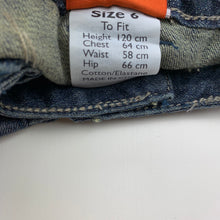 Size 6
To Fit
Height 120 cm
Chest 64 cm
Waist 58 cm
Hip 66 cm
Cotton/Elastane